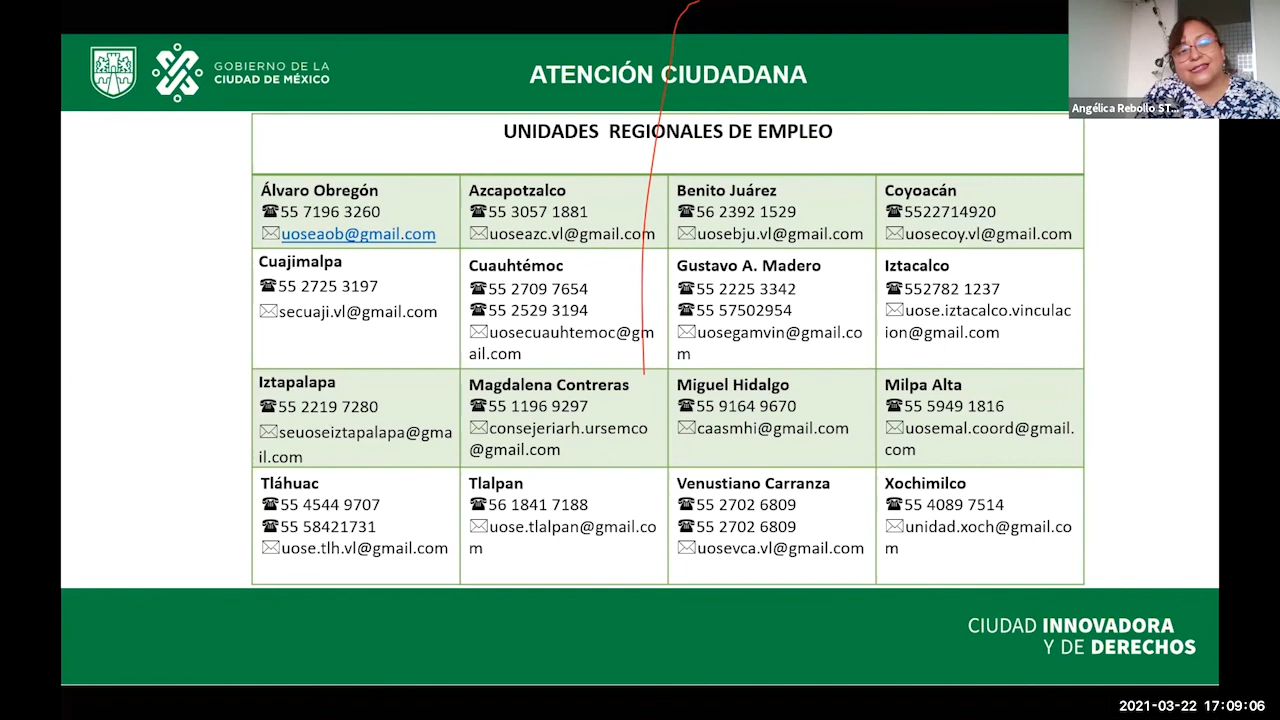 GOBIERNO DE LA
CIUDAD DE MÉXICO
ATENCIÓN CIUDADANA
Angélica Rebollo ST...
UNIDADES REGIONALES DE EMPLEO
Álvaro Obregón
55 7196 3260
uoseaob@gmail.com
Azcapotzalco
55 3057 1881
uoseazc.vl@gmail.com
Benito Juárez
56 2392 1529
uosebju.vl@gmail.com
Coyoacán
5522714920
uosecoy.vl@gmail.com
Cuajimalpa
55 2725 3197
secuaji.vl@gmail.com
Cuauhtémoc
55 2709 7654
55 2529 3194
uosecuauhtemoc@gm
ail.com
Gustavo A. Madero
55 2225 3342
55 57502954
uosegamvin@gmail.co
m
Iztacalco
552782 1237
uose.iztacalco.vinculac
ion@gmail.com
Iztapalapa
55 2219 7280
seuoseiztapalapa@gma
il.com
Magdalena Contreras
55 1196 9297
consejeriarh.ursemco
@gmail.com
Miguel Hidalgo
55 9164 9670
caasmhi@gmail.com
Milpa Alta
55 5949 1816
uosemal.coord@gmail.
com
Tláhuac
55 4544 9707
55 58421731
uose.tlh.vl@gmail.com
Tlalpan
56 1841 7188
uose.tlalpan@gmail.co
m
Venustiano Carranza
55 2702 6809
55 2702 6809
uosevca.vl@gmail.com
Xochimilco
55 4089 7514
unidad.xoch@gmail.co
m
CIUDAD INNOVADORA
Y DE DERECHOS
2021-03-22 17:09:06